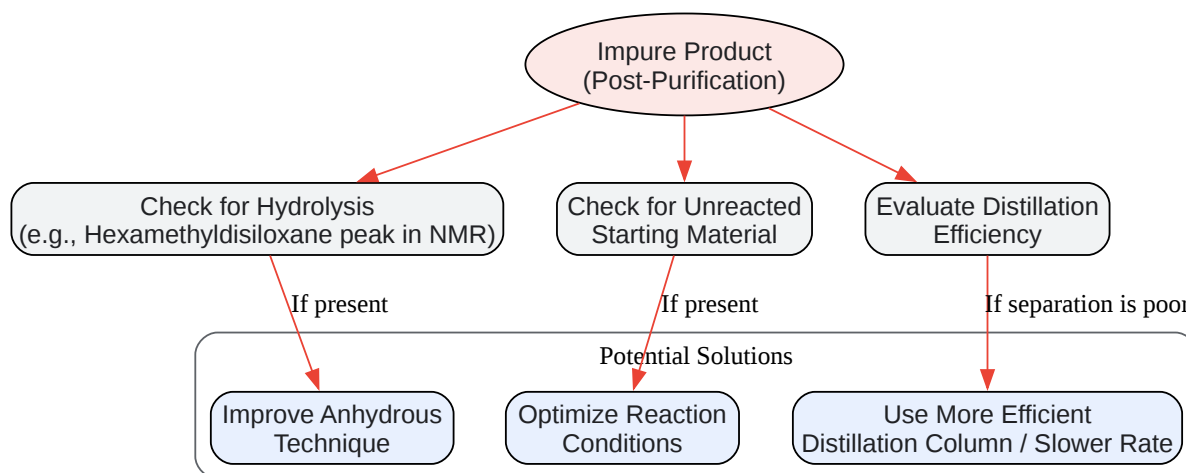 Impure Product
(Post-Purification)
Check for Hydrolysis
(e.g., Hexamethyldisiloxane peak in NMR)
Check for Unreacted
Starting Material
Evaluate Distillation
Efficiency
If present
If present
If separation is poor
Potential Solutions
Improve Anhydrous
Technique
Optimize Reaction
Conditions
Use More Efficient
Distillation Column / Slower Rate